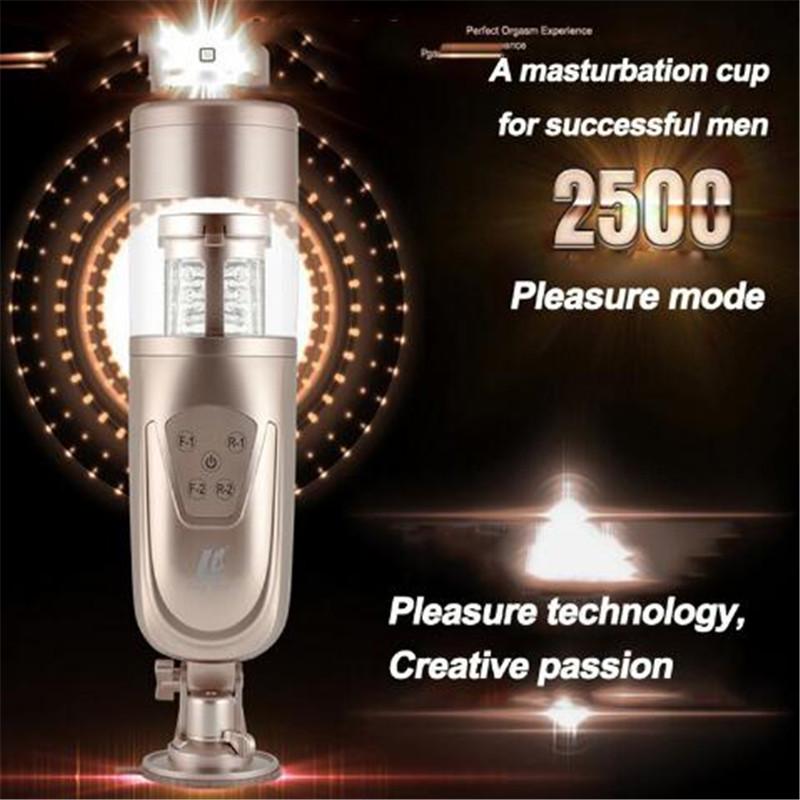 Perfect Orgasm Experience
A masturbation cup
for successful men
2500
Pleasure mode
F-1
R-1
F-2
R-2
Pleasure technology,
Creative passion